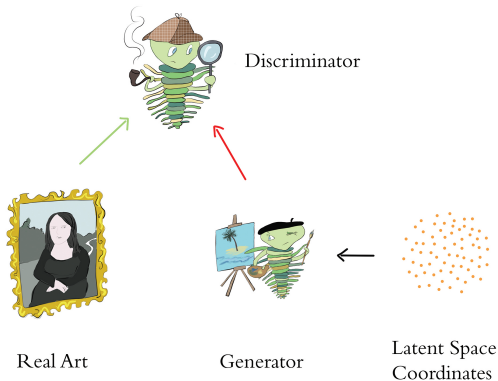 Discriminator
Real Art
Generator
Latent Space
Coordinates